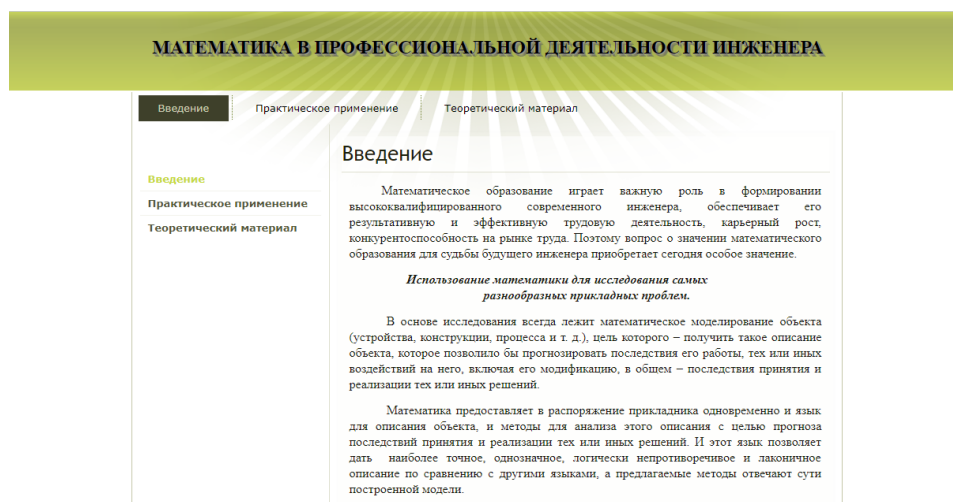 МАТЕМАТИКА В ПРОФЕССИОНАЛЬНОЙ ДЕЯТЕЛЬНОСТИ ИНЖЕНЕРА
Введение
Практическое применение
Теоретический материал
Введение
Практическое применение
Теоретический материал
Введение
Математическое образование играет важную роль в формировании
высококвалифицированного современного инженера, обеспечивает его
результативную и эффективную трудовую деятельность, карьерный рост,
конкурентоспособность на рынке труда. Поэтому вопрос о значении математического
образования для судьбы будущего инженера приобретает сегодня особое значение.
Использование математики для исследования самых
разнообразных прикладных проблем.
В основе исследования всегда лежит математическое моделирование объекта
(устройства, конструкции, процесса и т. д.), цель которого – получить такое описание
объекта, которое позволило бы прогнозировать последствия его работы, тех или иных
воздействий на него, включая его модификацию, в общем – последствия принятия и
реализации тех или иных решений.
Математика предоставляет в распоряжение прикладника одновременно и язык
для описания объекта, и методы для анализа этого описания с целью прогноза
последствий принятия и реализации тех или иных решений. И этот язык позволяет
дать наиболее точное, однозначное, логически непротиворечивое и лаконичное
описание по сравнению с другими языками, а предлагаемые методы отвечают сути
построенной модели.